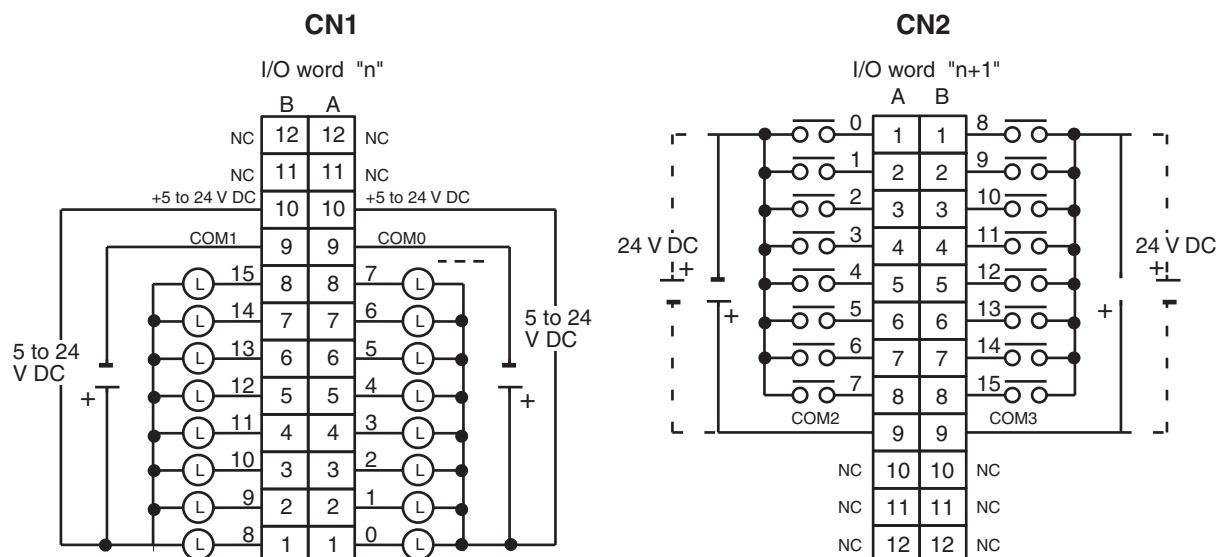 CN1
I/O word "n"
B A
NC 12 12 NC
NC 11 11 NC
+5 to 24 V DC 10 10 +5 to 24 V DC
COM1 9 9 COM0
L 15 8 8 7 L
L 14 7 7 6 L
L 13 6 6 5 L
L 12 5 5 4 L
L 11 4 4 3 L
L 10 3 3 2 L
L 9 2 2 1 L
L 8 1 1 0 L
5 to 24
V DC
+
5 to 24
V DC
+
CN2
I/O word "n+1"
A B
0 1 1 8
1 2 2 9
2 3 3 10
3 4 4 11
4 5 5 12
5 6 6 13
6 7 7 14
7 8 8 15
COM2 9 9 COM3
NC 10 10 NC
NC 11 11 NC
NC 12 12 NC
24 V DC
+
+
24 V DC
+
+